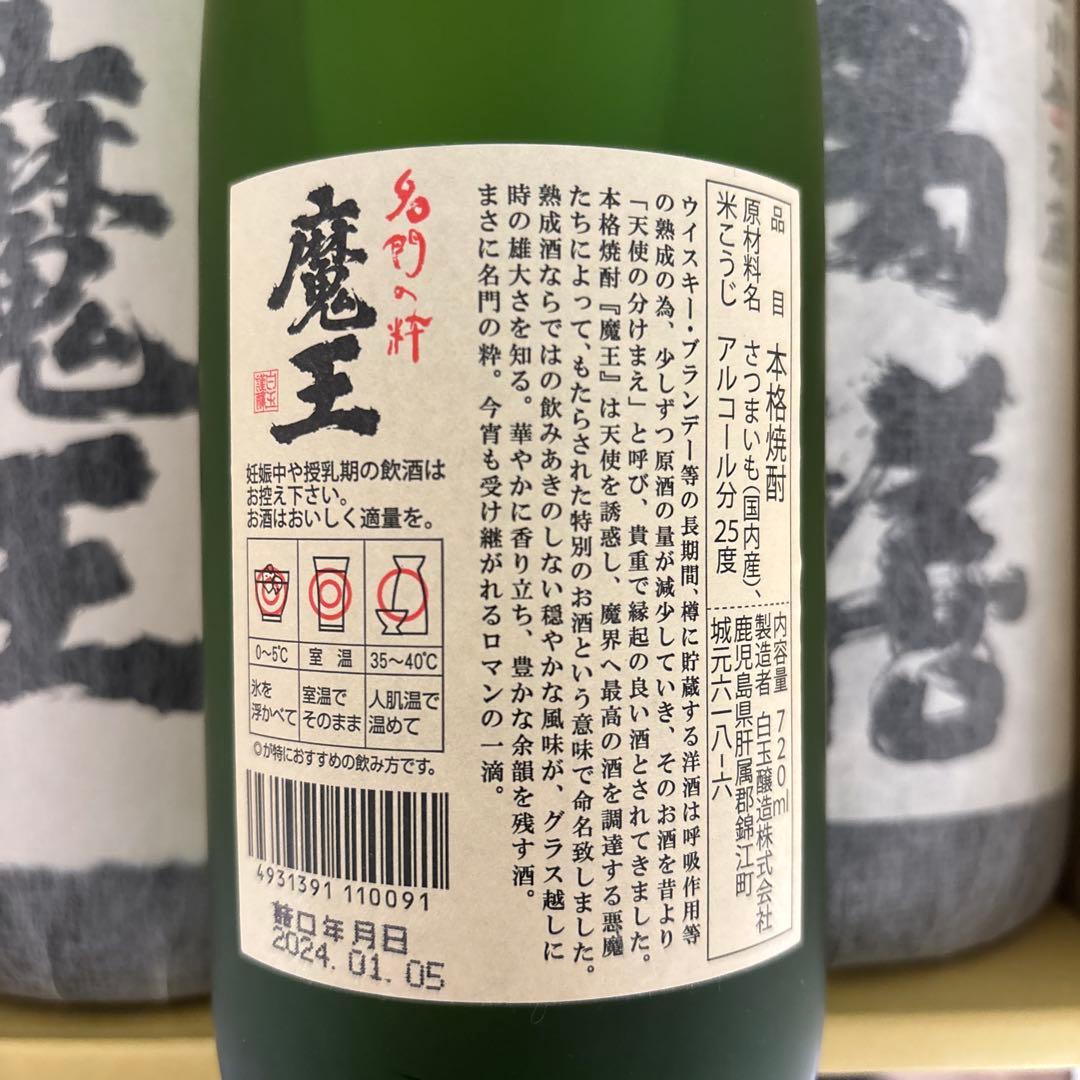 品目 本格焼酎
原材料名 さつまいも(国内産)、
米こうじ アルコール分 25度
内容量 720ml
製造者 白玉醸造株式会社
鹿児島県肝属郡錦江町
城元六一八-六
ウイスキー・ブランデー等の長期間、樽に貯蔵する洋酒は呼吸作用等
の熟成の為、少しずつ原酒の量が減少していき、そのお酒を昔より
「天使の分けまえ」と呼び、貴重で縁起の良い酒とされてきました。
本格焼酎『魔王』は天使を誘惑し、魔界へ最高の酒を調達する悪魔
たちによって、もたらされた特別のお酒という意味で命名致しました。
熟成酒ならではの飲みあきのしない穏やかな風味が、グラス越しに
時の雄大さを知る。華やかに香り立ち、豊かな余韻を残す酒。
まさに名門の粋。今宵も受け継がれるロマンの一滴。
名門の粋
魔王
白玉謹醸
妊娠中や授乳期の飲酒は
お控え下さい。
お酒はおいしく適量を。
0～5℃ 室温 35～40℃
氷を浮かべて 室温でそのまま 人肌温で温めて
◎が特におすすめの飲み方です。
4931391 110091
蔵口年月日
2024.01.05
魔王